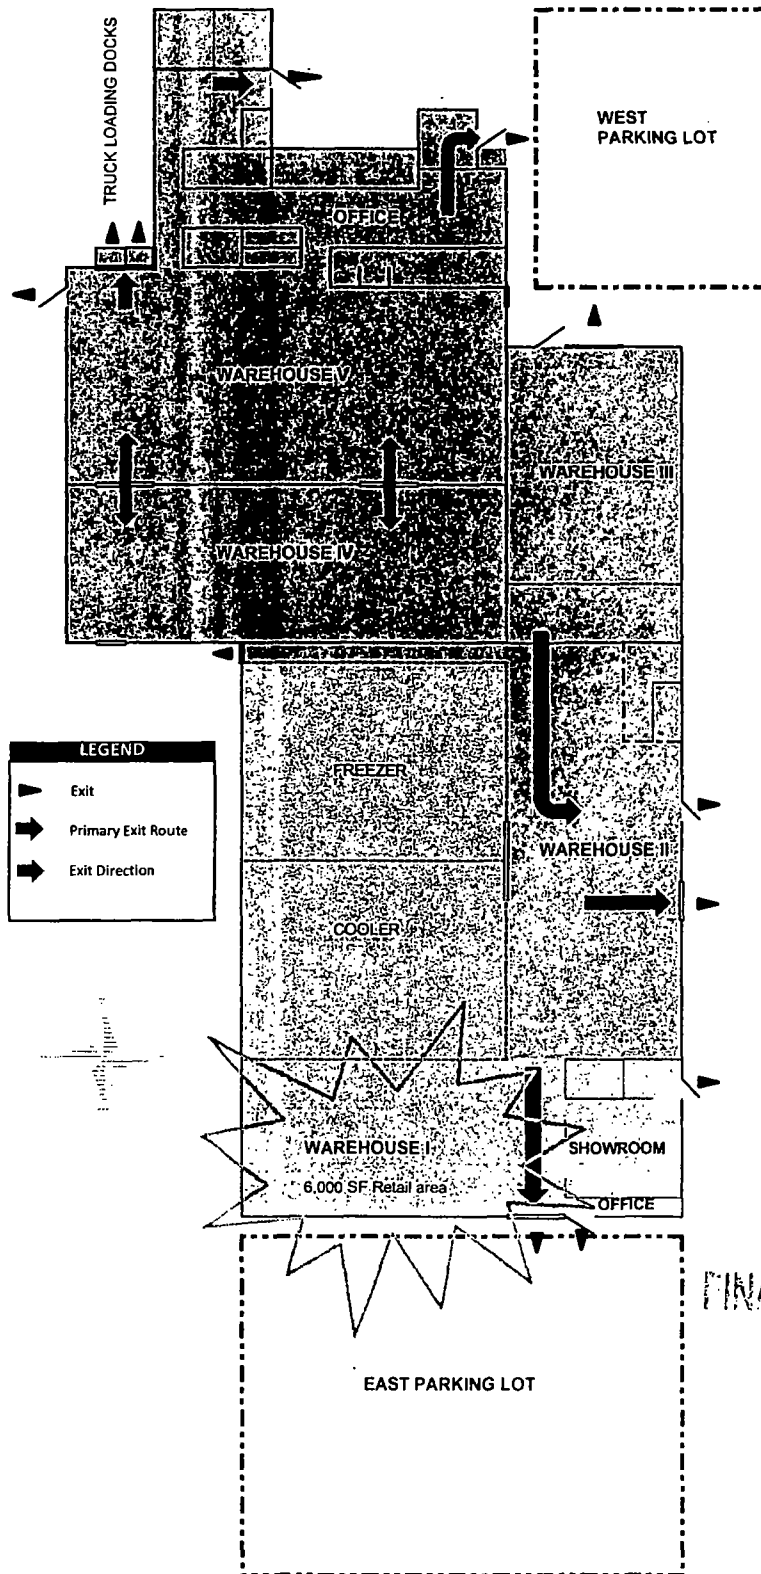 TRUCK LOADING DOCKS
WEST
PARKING LOT
OFFICE
WAREHOUSE V
WAREHOUSE III
WAREHOUSE IV
LEGEND
Exit
Primary Exit Route
Exit Direction
FREEZER
WAREHOUSE II
COOLER
WAREHOUSE I
6,000 SF Retail area
SHOWROOM
OFFICE
EAST PARKING LOT